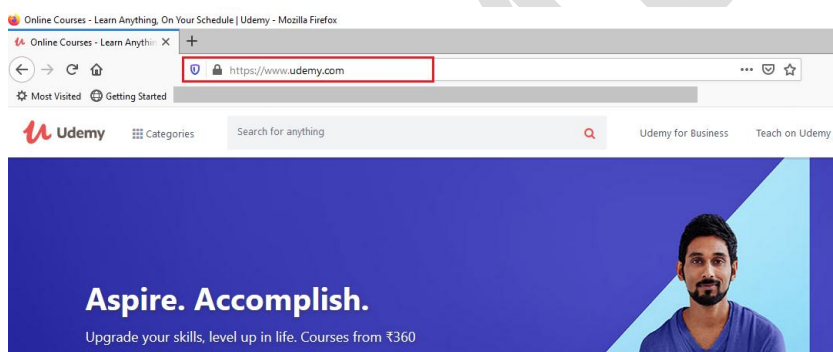 Online Courses - Learn Anything, On Your Schedule | Udemy - Mozilla Firefox
Online Courses - Learn Anythin
https://www.udemy.com
Most Visited Getting Started
Udemy Categories Search for anything Udemy for Business Teach on Udemy
Aspire. Accomplish.
Upgrade your skills, level up in life. Courses from ₹360